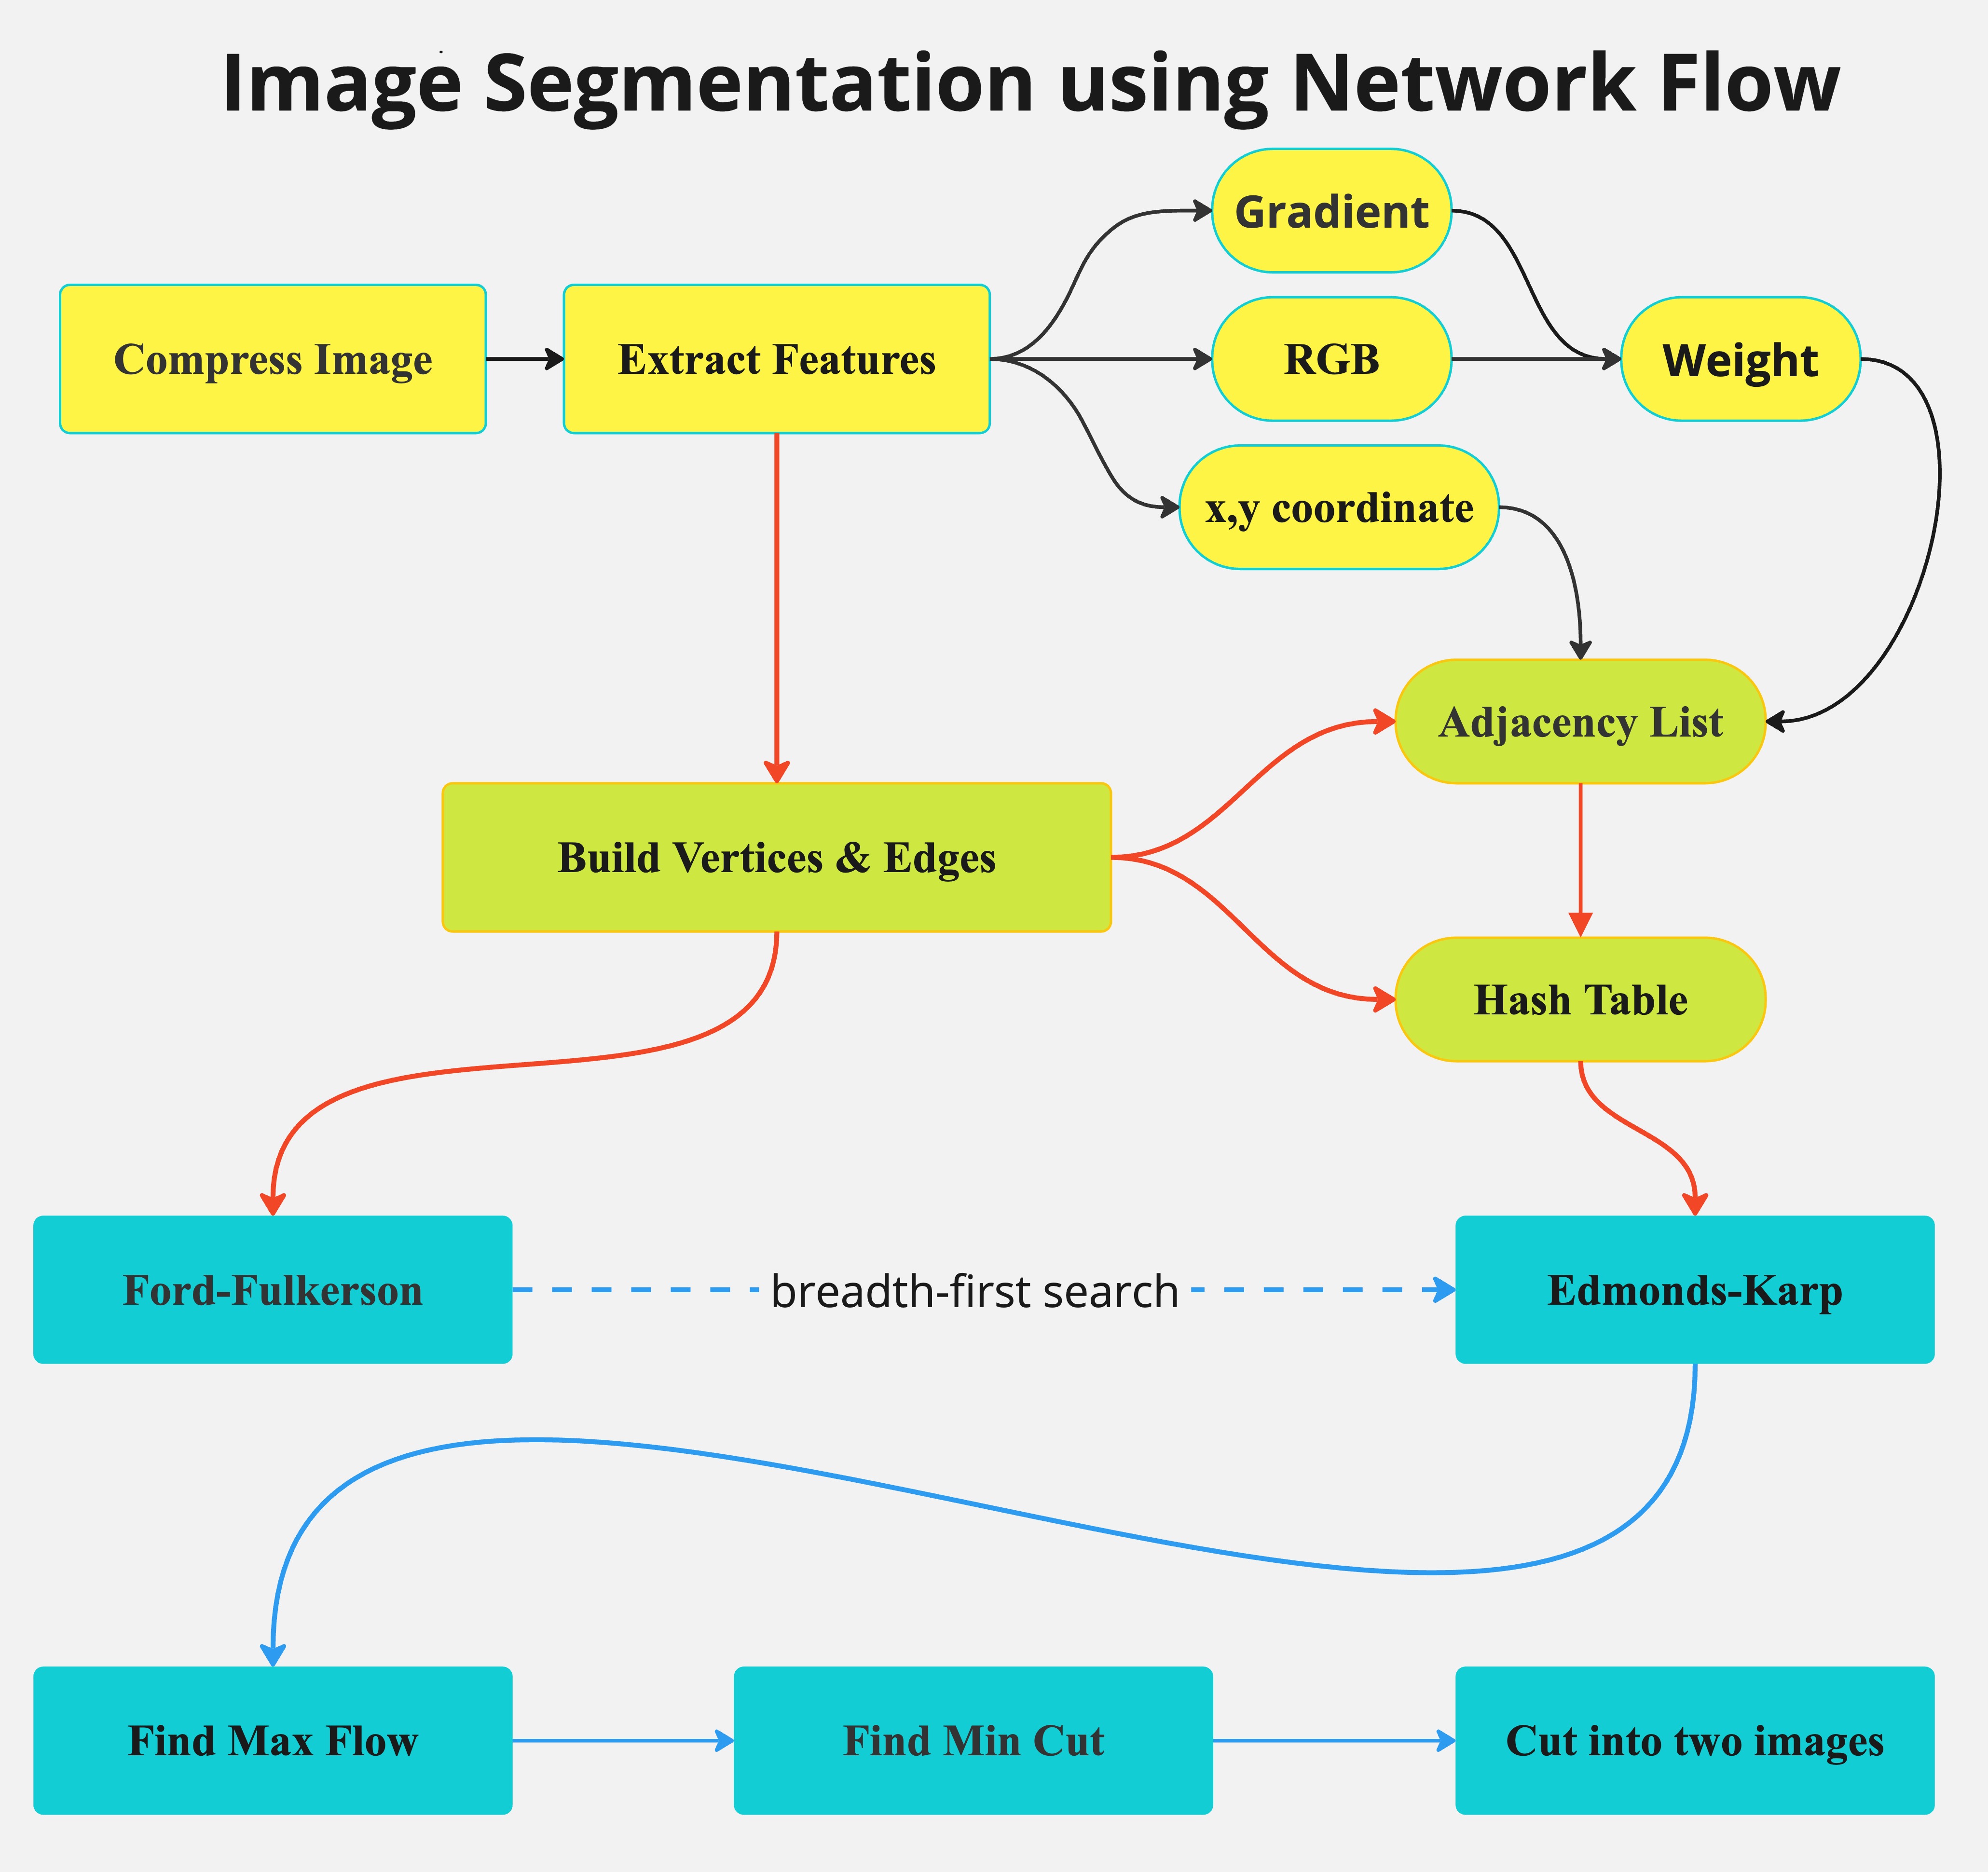 Image Segmentation using Network Flow
Gradient
Compress Image
Extract Features
RGB
Weight
x,y coordinate
Adjacency List
Build Vertices & Edges
Hash Table
Ford-Fulkerson
breadth-first search
Edmonds-Karp
Find Max Flow
Find Min Cut
Cut into two images